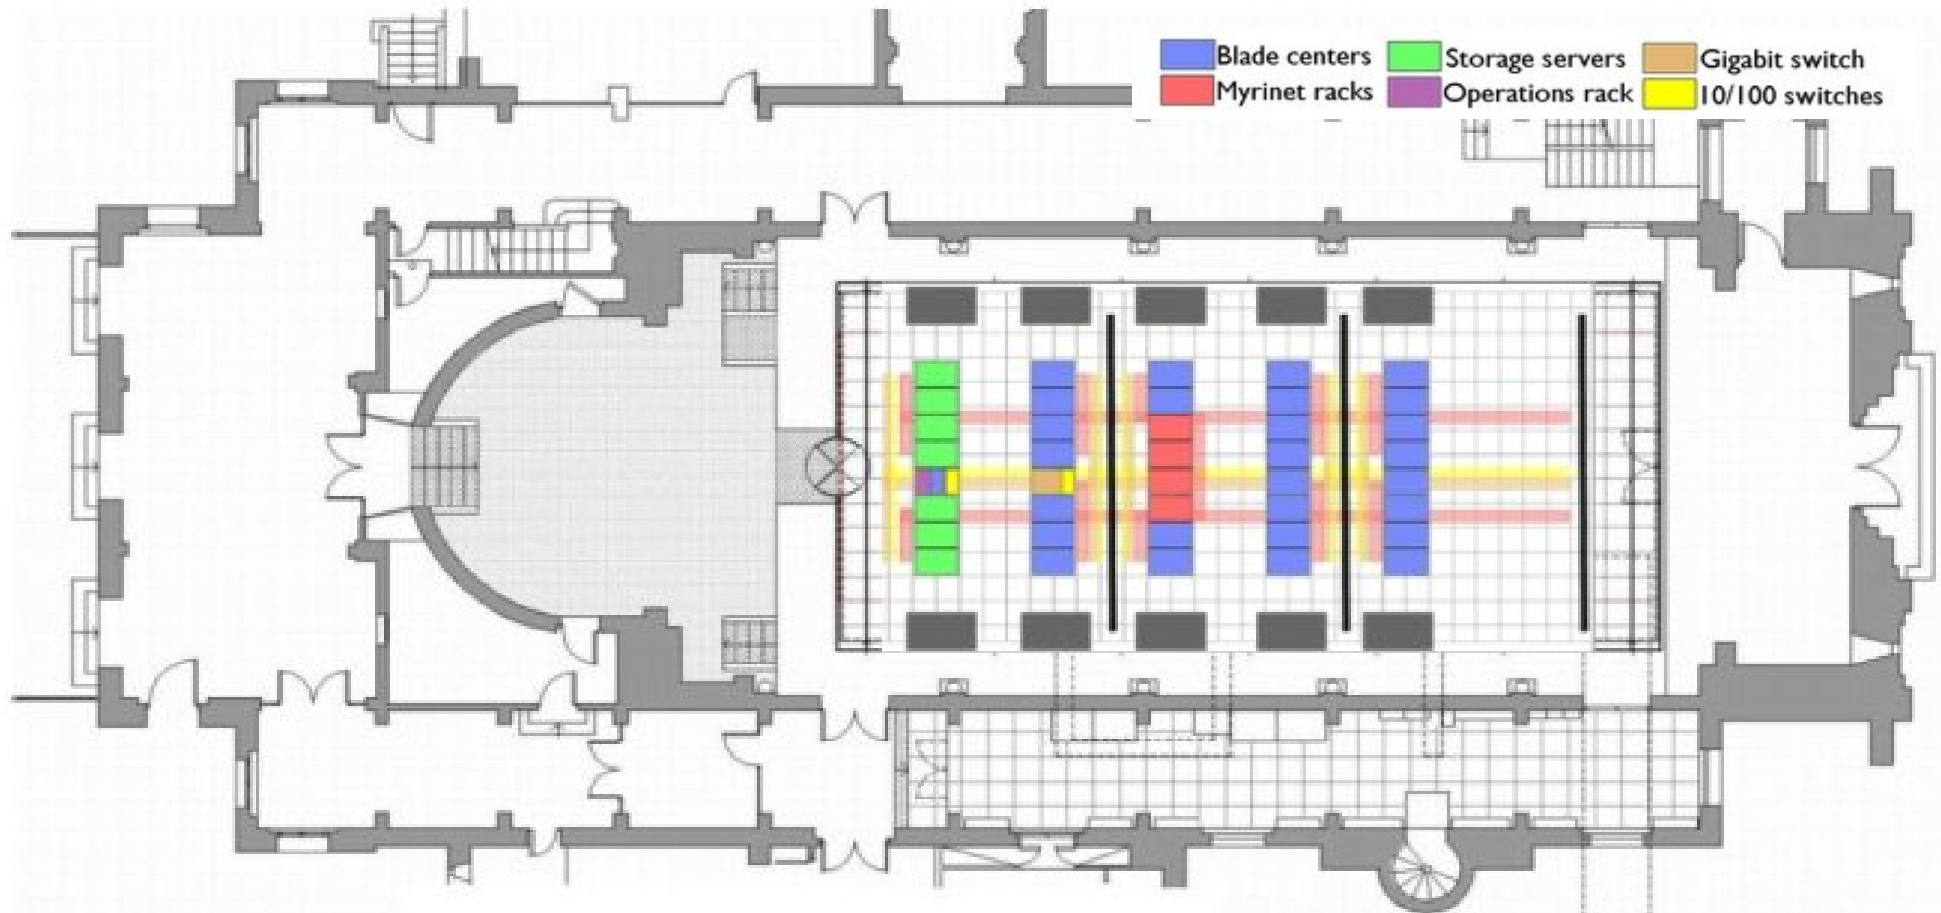 Blade centers Storage servers Gigabit switch
Myrinet racks Operations rack 10/100 switches